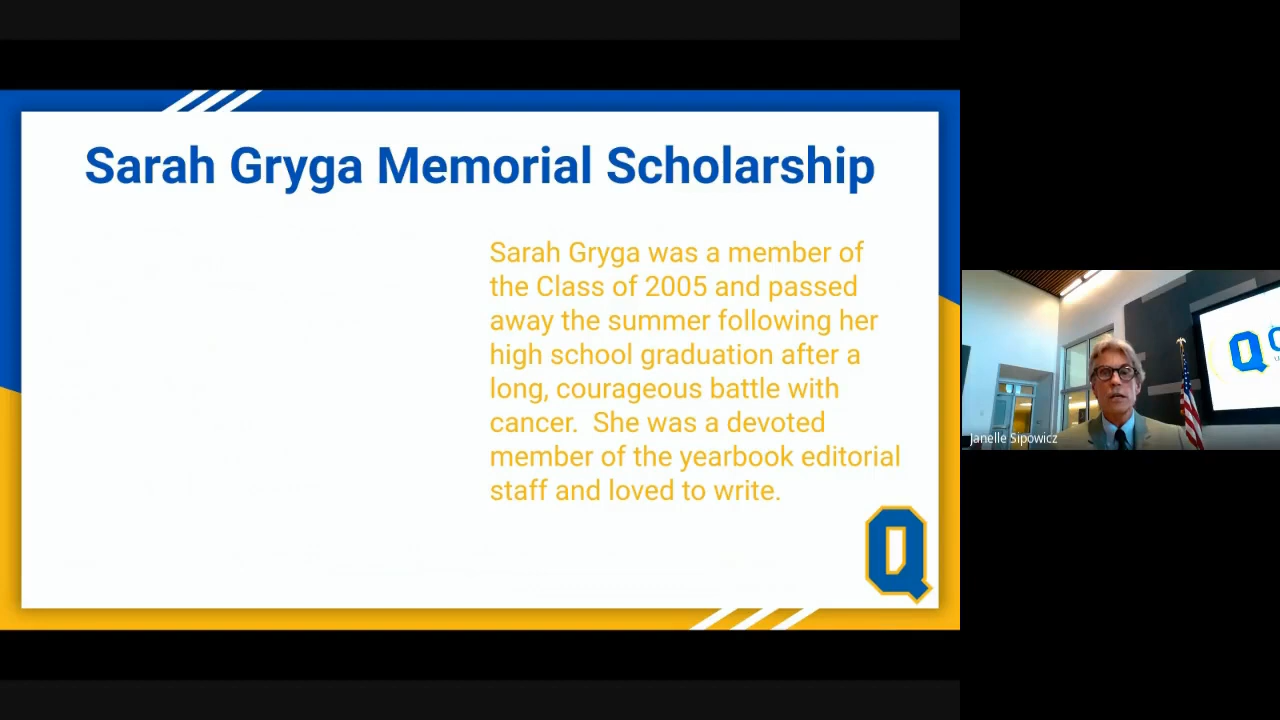 Sarah Gryga Memorial Scholarship
Sarah Gryga was a member of
the Class of 2005 and passed
away the summer following her
high school graduation after a
long, courageous battle with
cancer.  She was a devoted
member of the yearbook editorial
staff and loved to write.
Q
Q
Janelle Sipowicz